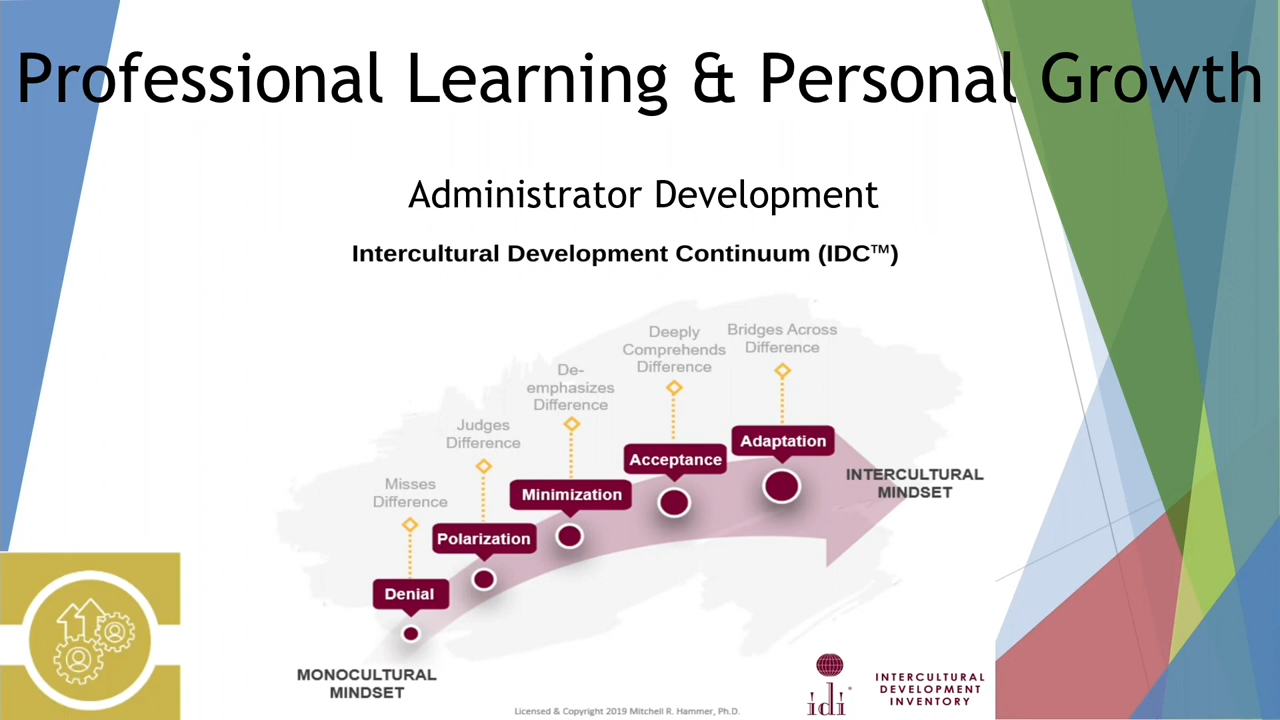 Professional Learning & Personal Growth
Administrator Development
Intercultural Development Continuum (IDC™)
Misses
Difference
Judges
Difference
De-
emphasizes
Difference
Deeply
Comprehends
Difference
Bridges Across
Difference
Denial
Polarization
Minimization
Acceptance
Adaptation
MONOCULTURAL
MINDSET
INTERCULTURAL
MINDSET
Licensed & Copyright 2019 Mitchell R. Hammer, Ph.D.
idi®
INTERCULTURAL
DEVELOPMENT
INVENTORY